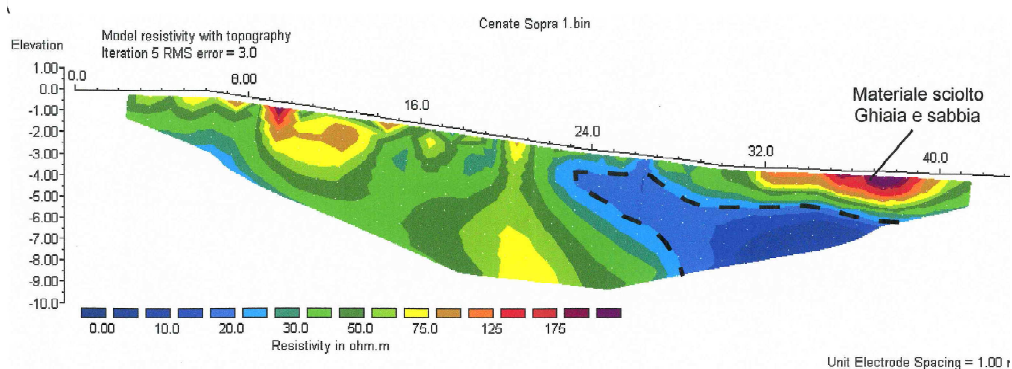 Cenate Sopra 1.bin
Model resistivity with topography
Iteration 5 RMS error = 3.0
Elevation
1.00
0.0
-1.00
-2.00
-3.00
-4.00
-5.00
-6.00
-7.00
-8.00
-9.00
-10.0
0.0
8.00
16.0
24.0
32.0
40.0
Materiale sciolto
Ghiaia e sabbia
0.00 10.0 20.0 30.0 50.0 75.0 125 175
Resistivity in ohm.m
Unit Electrode Spacing = 1.00